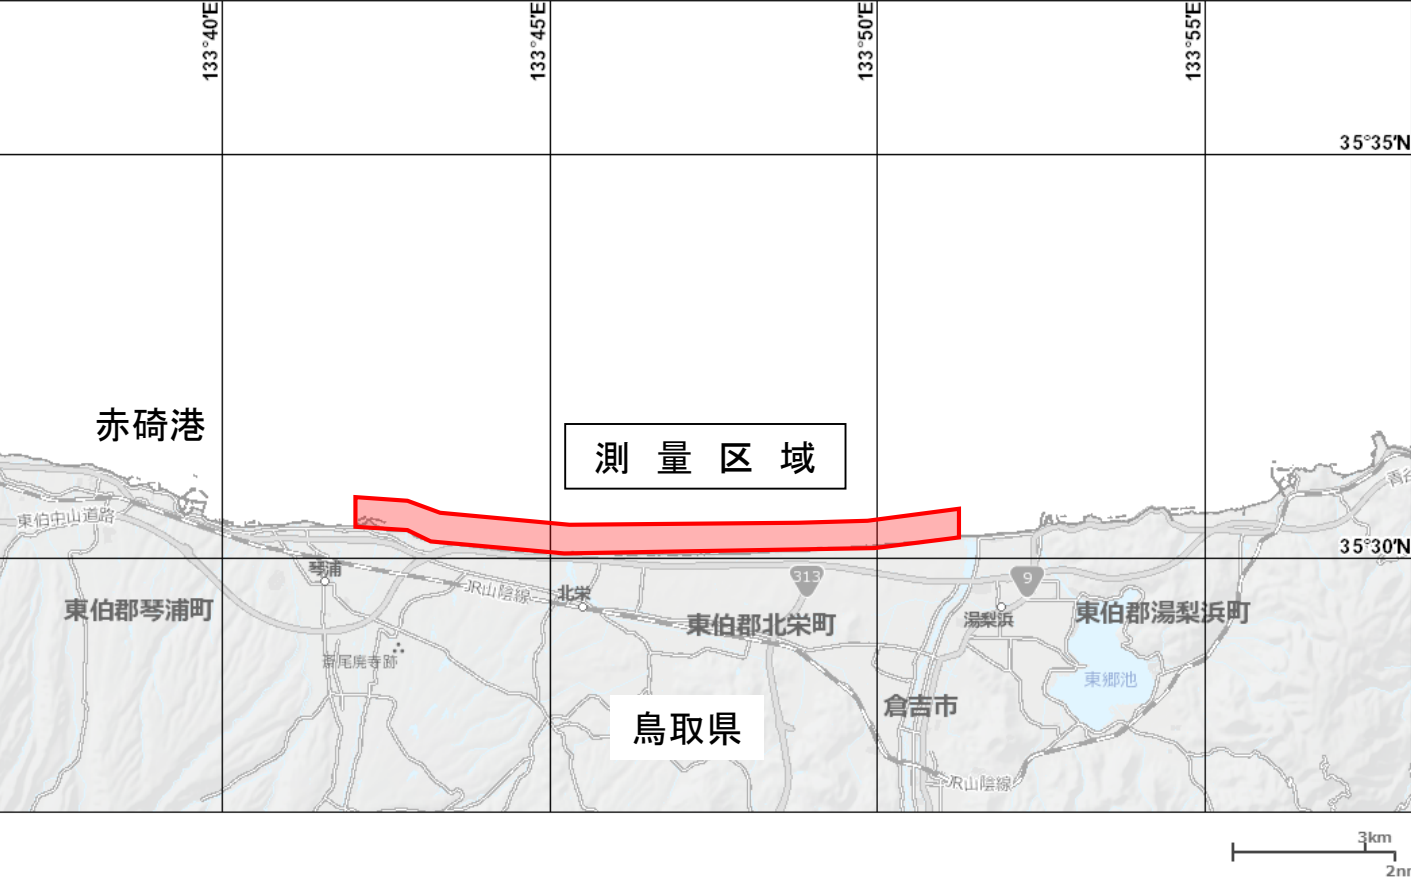 133°40′E
133°45′E
133°50′E
133°55′E
35°35′N
赤碕港
測量区域
青谷
東伯中山道路
35°30′N
琴浦
313
9
JR山陰線
北栄
東伯郡琴浦町
東伯郡北栄町
湯梨浜
東伯郡湯梨浜町
斎尾廃寺跡
東郷池
倉吉市
鳥取県
JR山陰線
3km